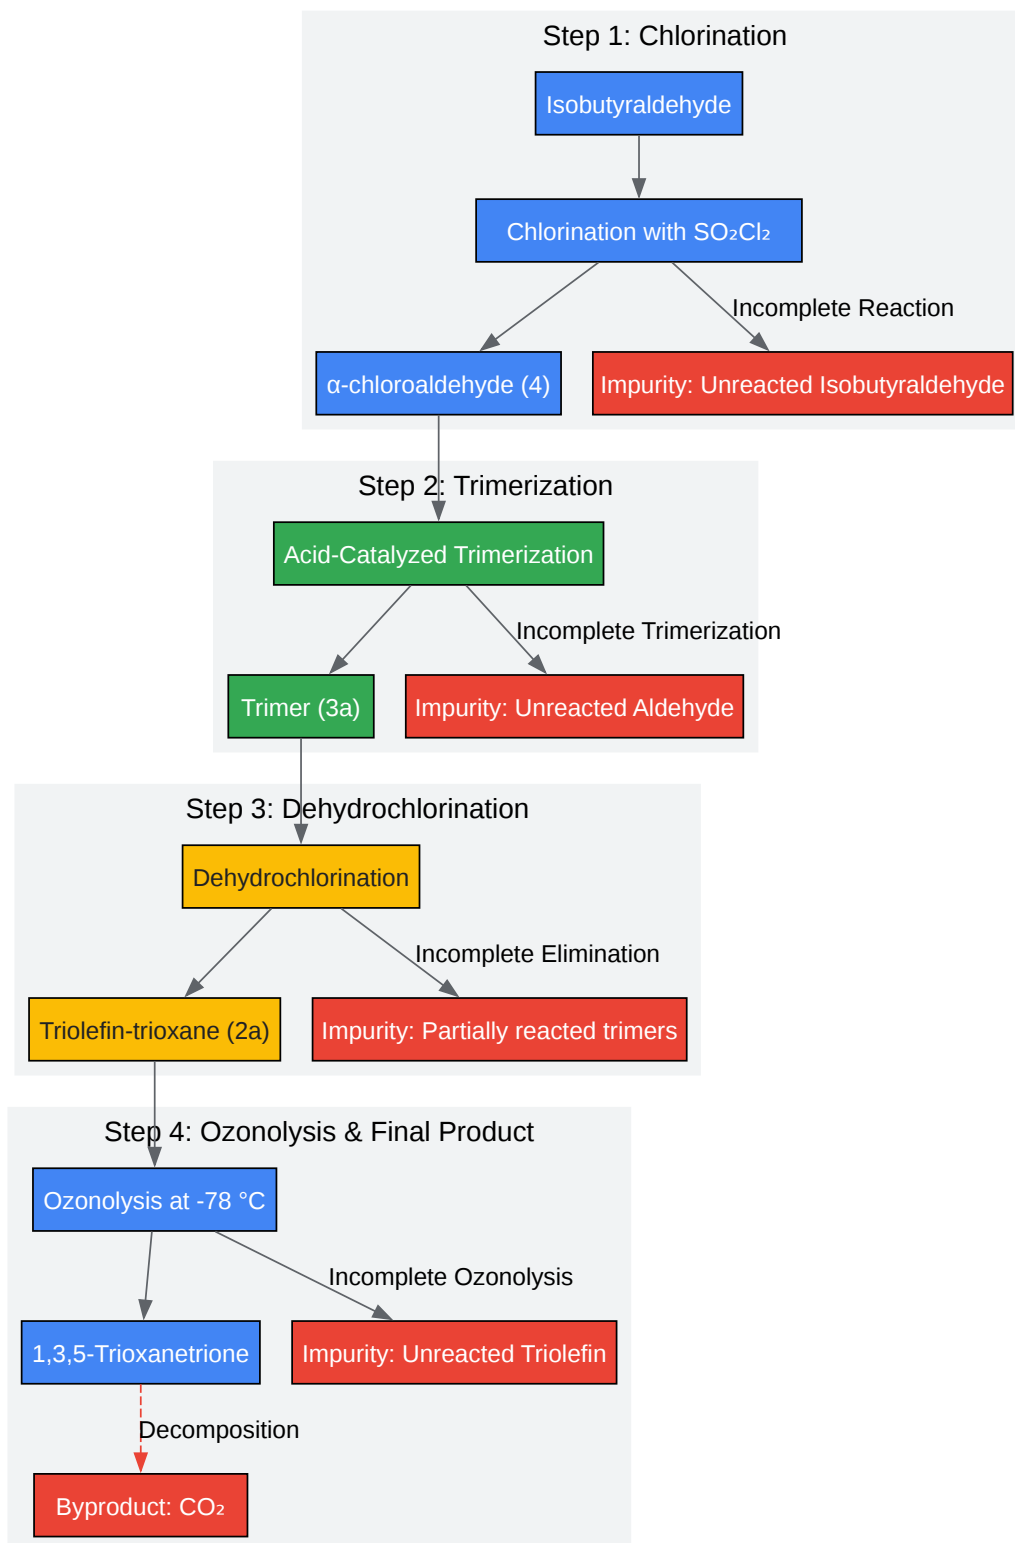 Step 1: Chlorination
Isobutyraldehyde
Chlorination with SO₂Cl₂
Incomplete Reaction
α-chloroaldehyde (4)
Impurity: Unreacted Isobutyraldehyde
Step 2: Trimerization
Acid-Catalyzed Trimerization
Incomplete Trimerization
Trimer (3a)
Impurity: Unreacted Aldehyde
Step 3: Dehydrochlorination
Dehydrochlorination
Incomplete Elimination
Triolefin-trioxane (2a)
Impurity: Partially reacted trimers
Step 4: Ozonolysis & Final Product
Ozonolysis at -78 °C
Incomplete Ozonolysis
1,3,5-Trioxanetrione
Impurity: Unreacted Triolefin
Decomposition
Byproduct: CO₂